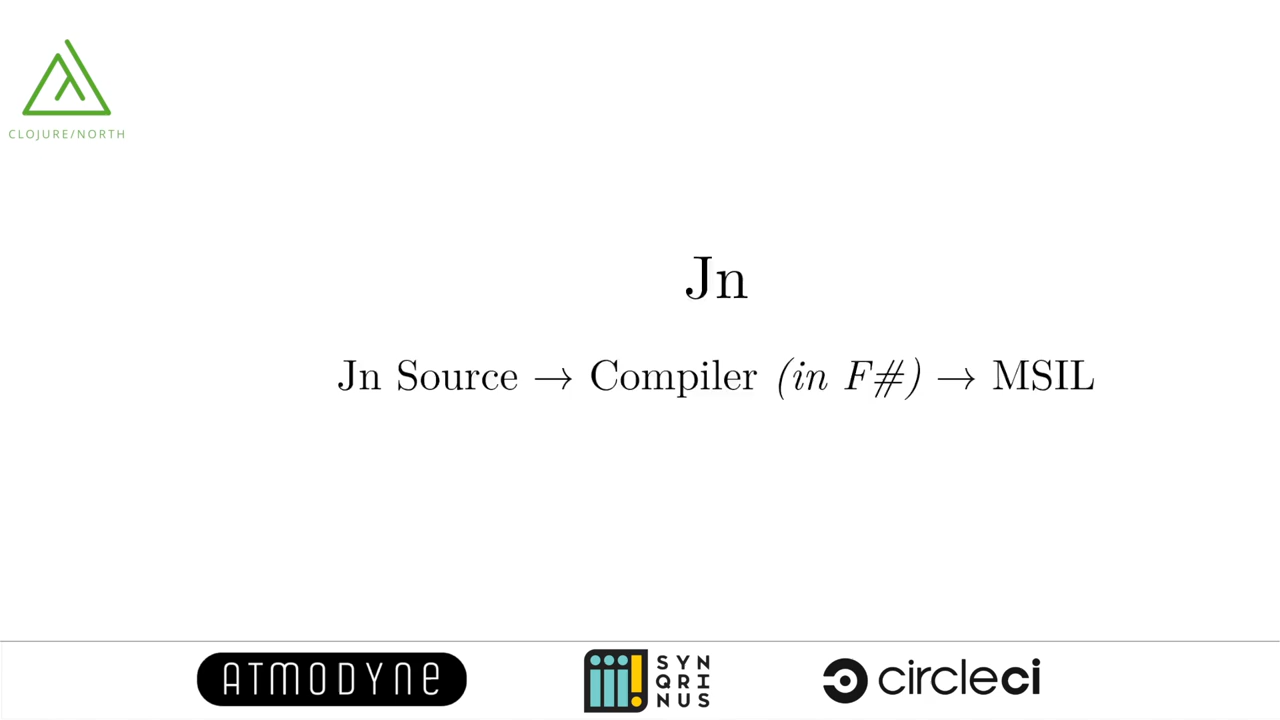 CLOJURE/NORTH
Jn
Jn Source → Compiler (in F#) → MSIL
ATMODYNE
SYN
QRI
NUS
circleci